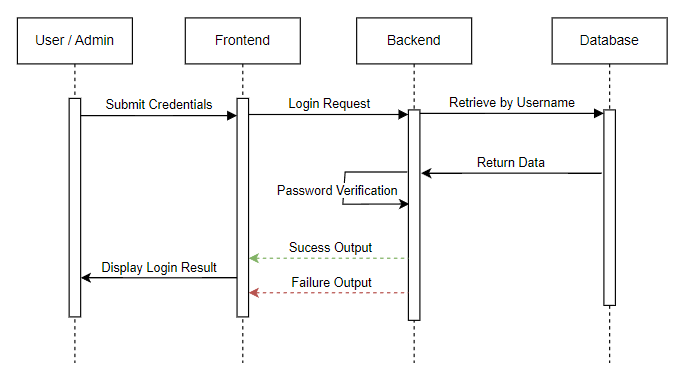 User / Admin
Frontend
Backend
Database
Submit Credentials
Login Request
Retrieve by Username
Return Data
Password Verification
Sucess Output
Display Login Result
Failure Output